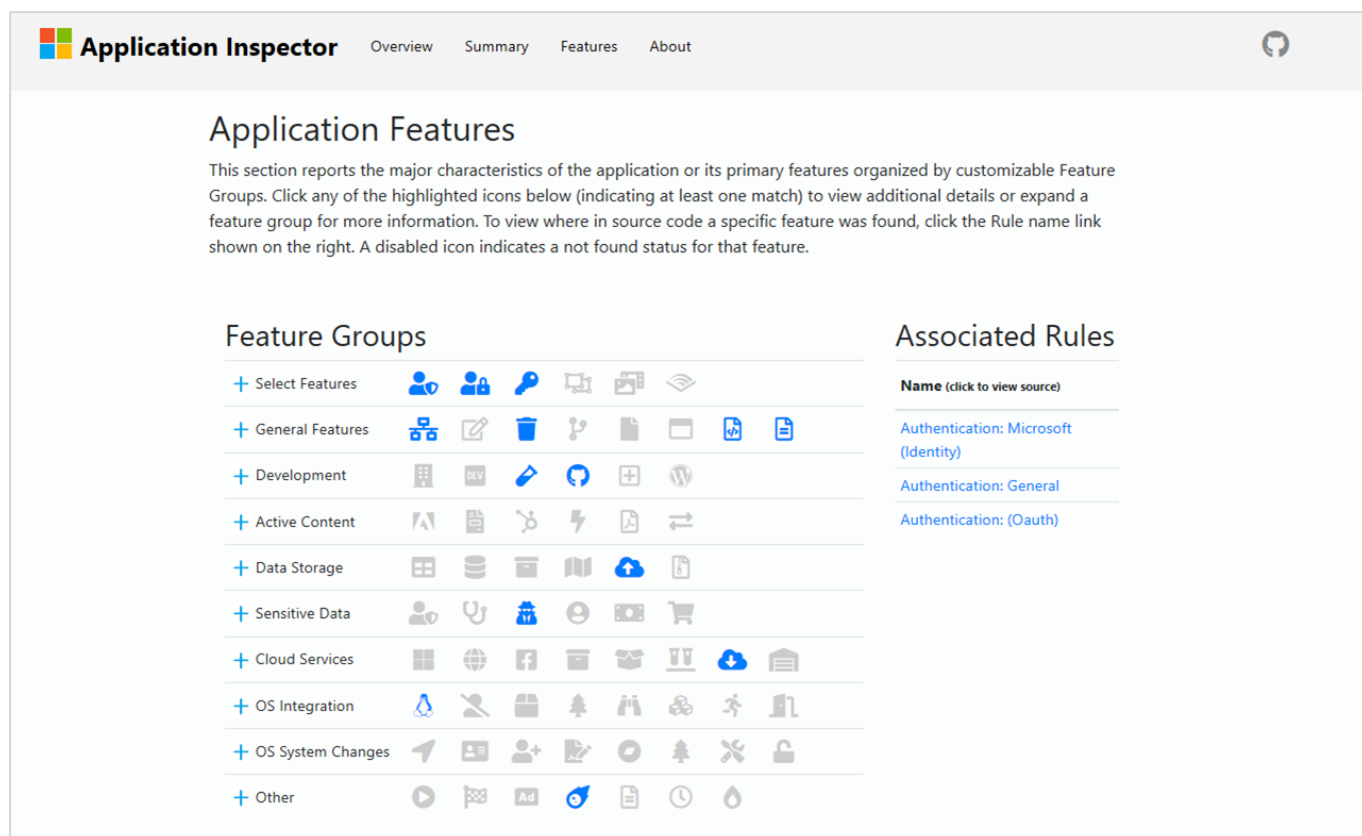 Application Inspector Overview Summary Features About
Application Features
This section reports the major characteristics of the application or its primary features organized by customizable Feature
Groups. Click any of the highlighted icons below (indicating at least one match) to view additional details or expand a
feature group for more information. To view where in source code a specific feature was found, click the Rule name link
shown on the right. A disabled icon indicates a not found status for that feature.
Feature Groups
+ Select Features
+ General Features
+ Development
DEV
+ Active Content
+ Data Storage
+ Sensitive Data
+ Cloud Services
+ OS Integration
+ OS System Changes
+ Other
Ad
Associated Rules
Name (click to view source)
Authentication: Microsoft
(Identity)
Authentication: General
Authentication: (Oauth)